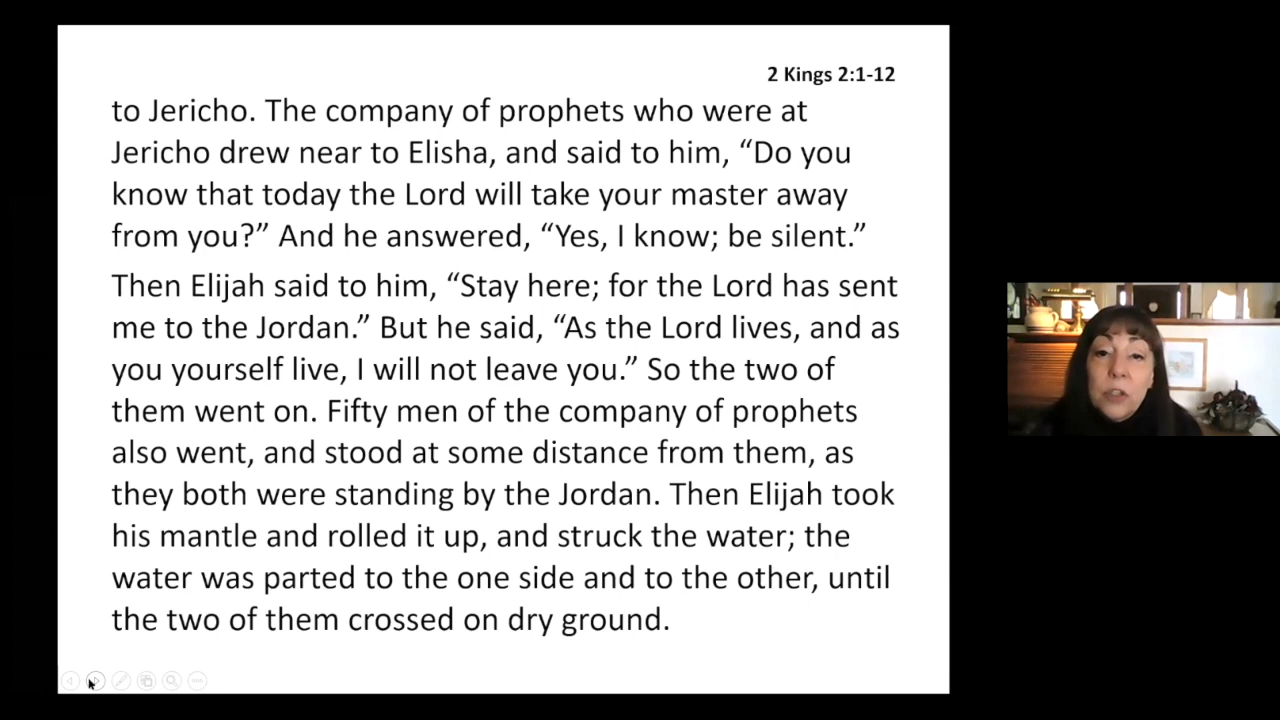 2 Kings 2:1-12
to Jericho. The company of prophets who were at
Jericho drew near to Elisha, and said to him, “Do you
know that today the Lord will take your master away
from you?” And he answered, “Yes, I know; be silent.”
Then Elijah said to him, “Stay here; for the Lord has sent
me to the Jordan.” But he said, “As the Lord lives, and as
you yourself live, I will not leave you.” So the two of
them went on. Fifty men of the company of prophets
also went, and stood at some distance from them, as
they both were standing by the Jordan. Then Elijah took
his mantle and rolled it up, and struck the water; the
water was parted to the one side and to the other, until
the two of them crossed on dry ground.